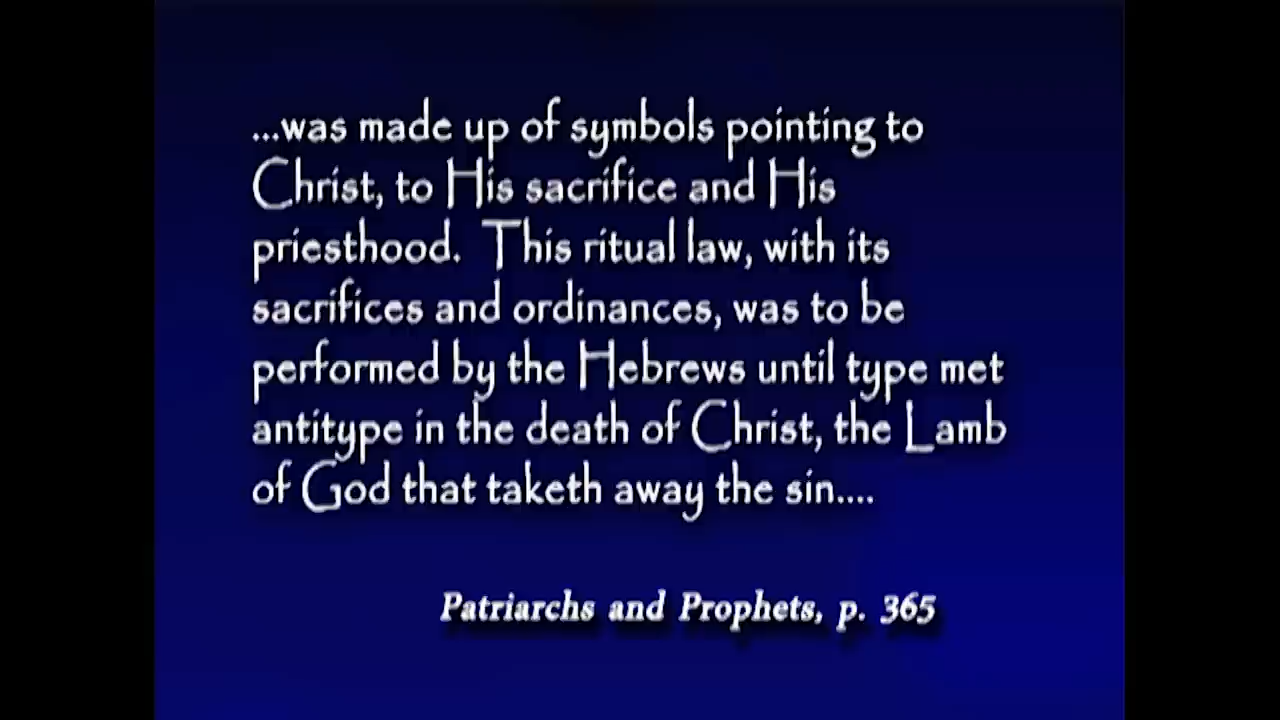 ...was made up of symbols pointing to
Christ, to His sacrifice and His
priesthood. This ritual law, with its
sacrifices and ordinances, was to be
performed by the Hebrews until type met
antitype in the death of Christ, the Lamb
of God that taketh away the sin....
Patriarchs and Prophets, p. 365